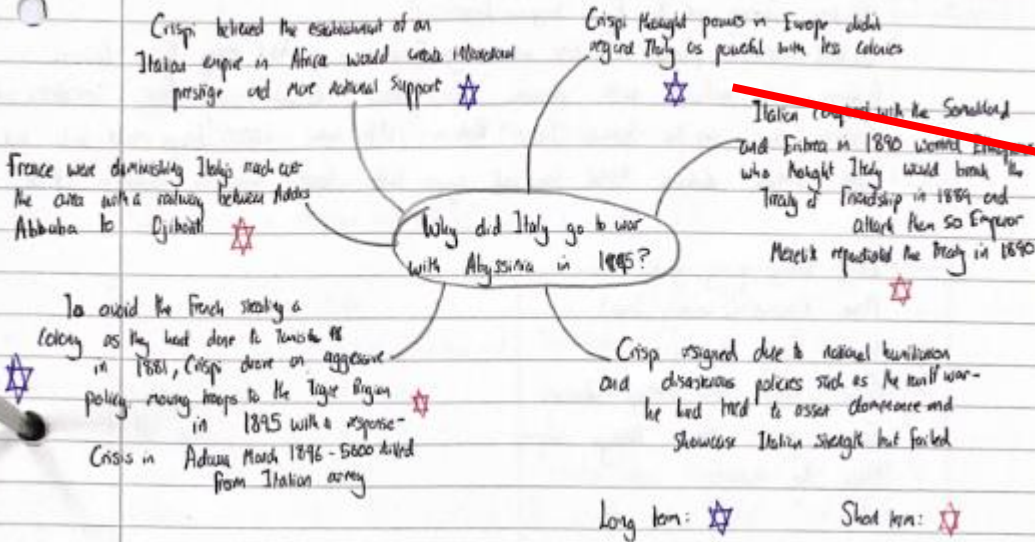 Crispi believed the establishment of an
Italian empire in Africa would create international
prestige and more national support
Crispi thought powers in Europe didn't
regard Italy as powerful with less colonies
Italian with the Somaliland
and Eritrea in 1890 worried
who thought Italy would break the
Treaty of Friendship in 1889 and
attack them so Emperor
Menelik repudiated the treaty in 1890
France were diminishing Italy's reach over
the area with a railway between Addis
Abbaba to Djibouti
Why did Italy go to war
with Abyssinia in 1895?
To avoid the French stealing a
colony as they had done to
in 1881, Crispi drove an aggressive
policy moving troops to the Tigre Region
in 1895 with a response-
Crisis in Adowa March 1896 - 5000 killed
from Italian army
Crispi resigned due to national humiliation
and disastrous policies such as the war-
he had tried to assert dominance and
showcase Italian strength but failed
Long term:
Short term: